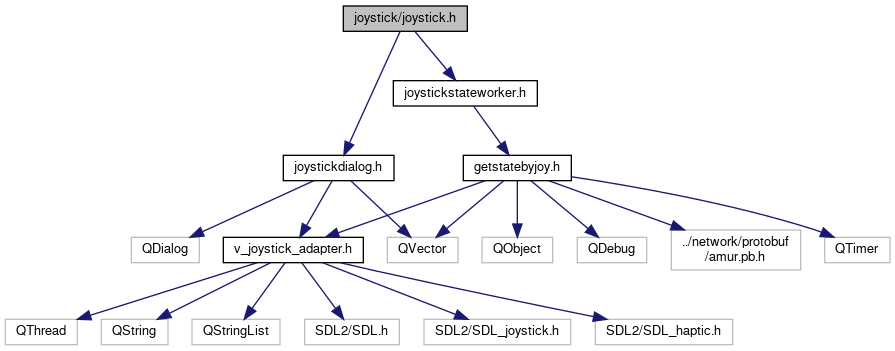 joystick/joystick.h
joystickstateworker.h
joystickdialog.h
getstatebyjoy.h
QDialog
v_joystick_adapter.h
QVector
QObject
QDebug
../network/protobuf
/amur.pb.h
QTimer
QThread
QString
QStringList
SDL2/SDL.h
SDL2/SDL_joystick.h
SDL2/SDL_haptic.h